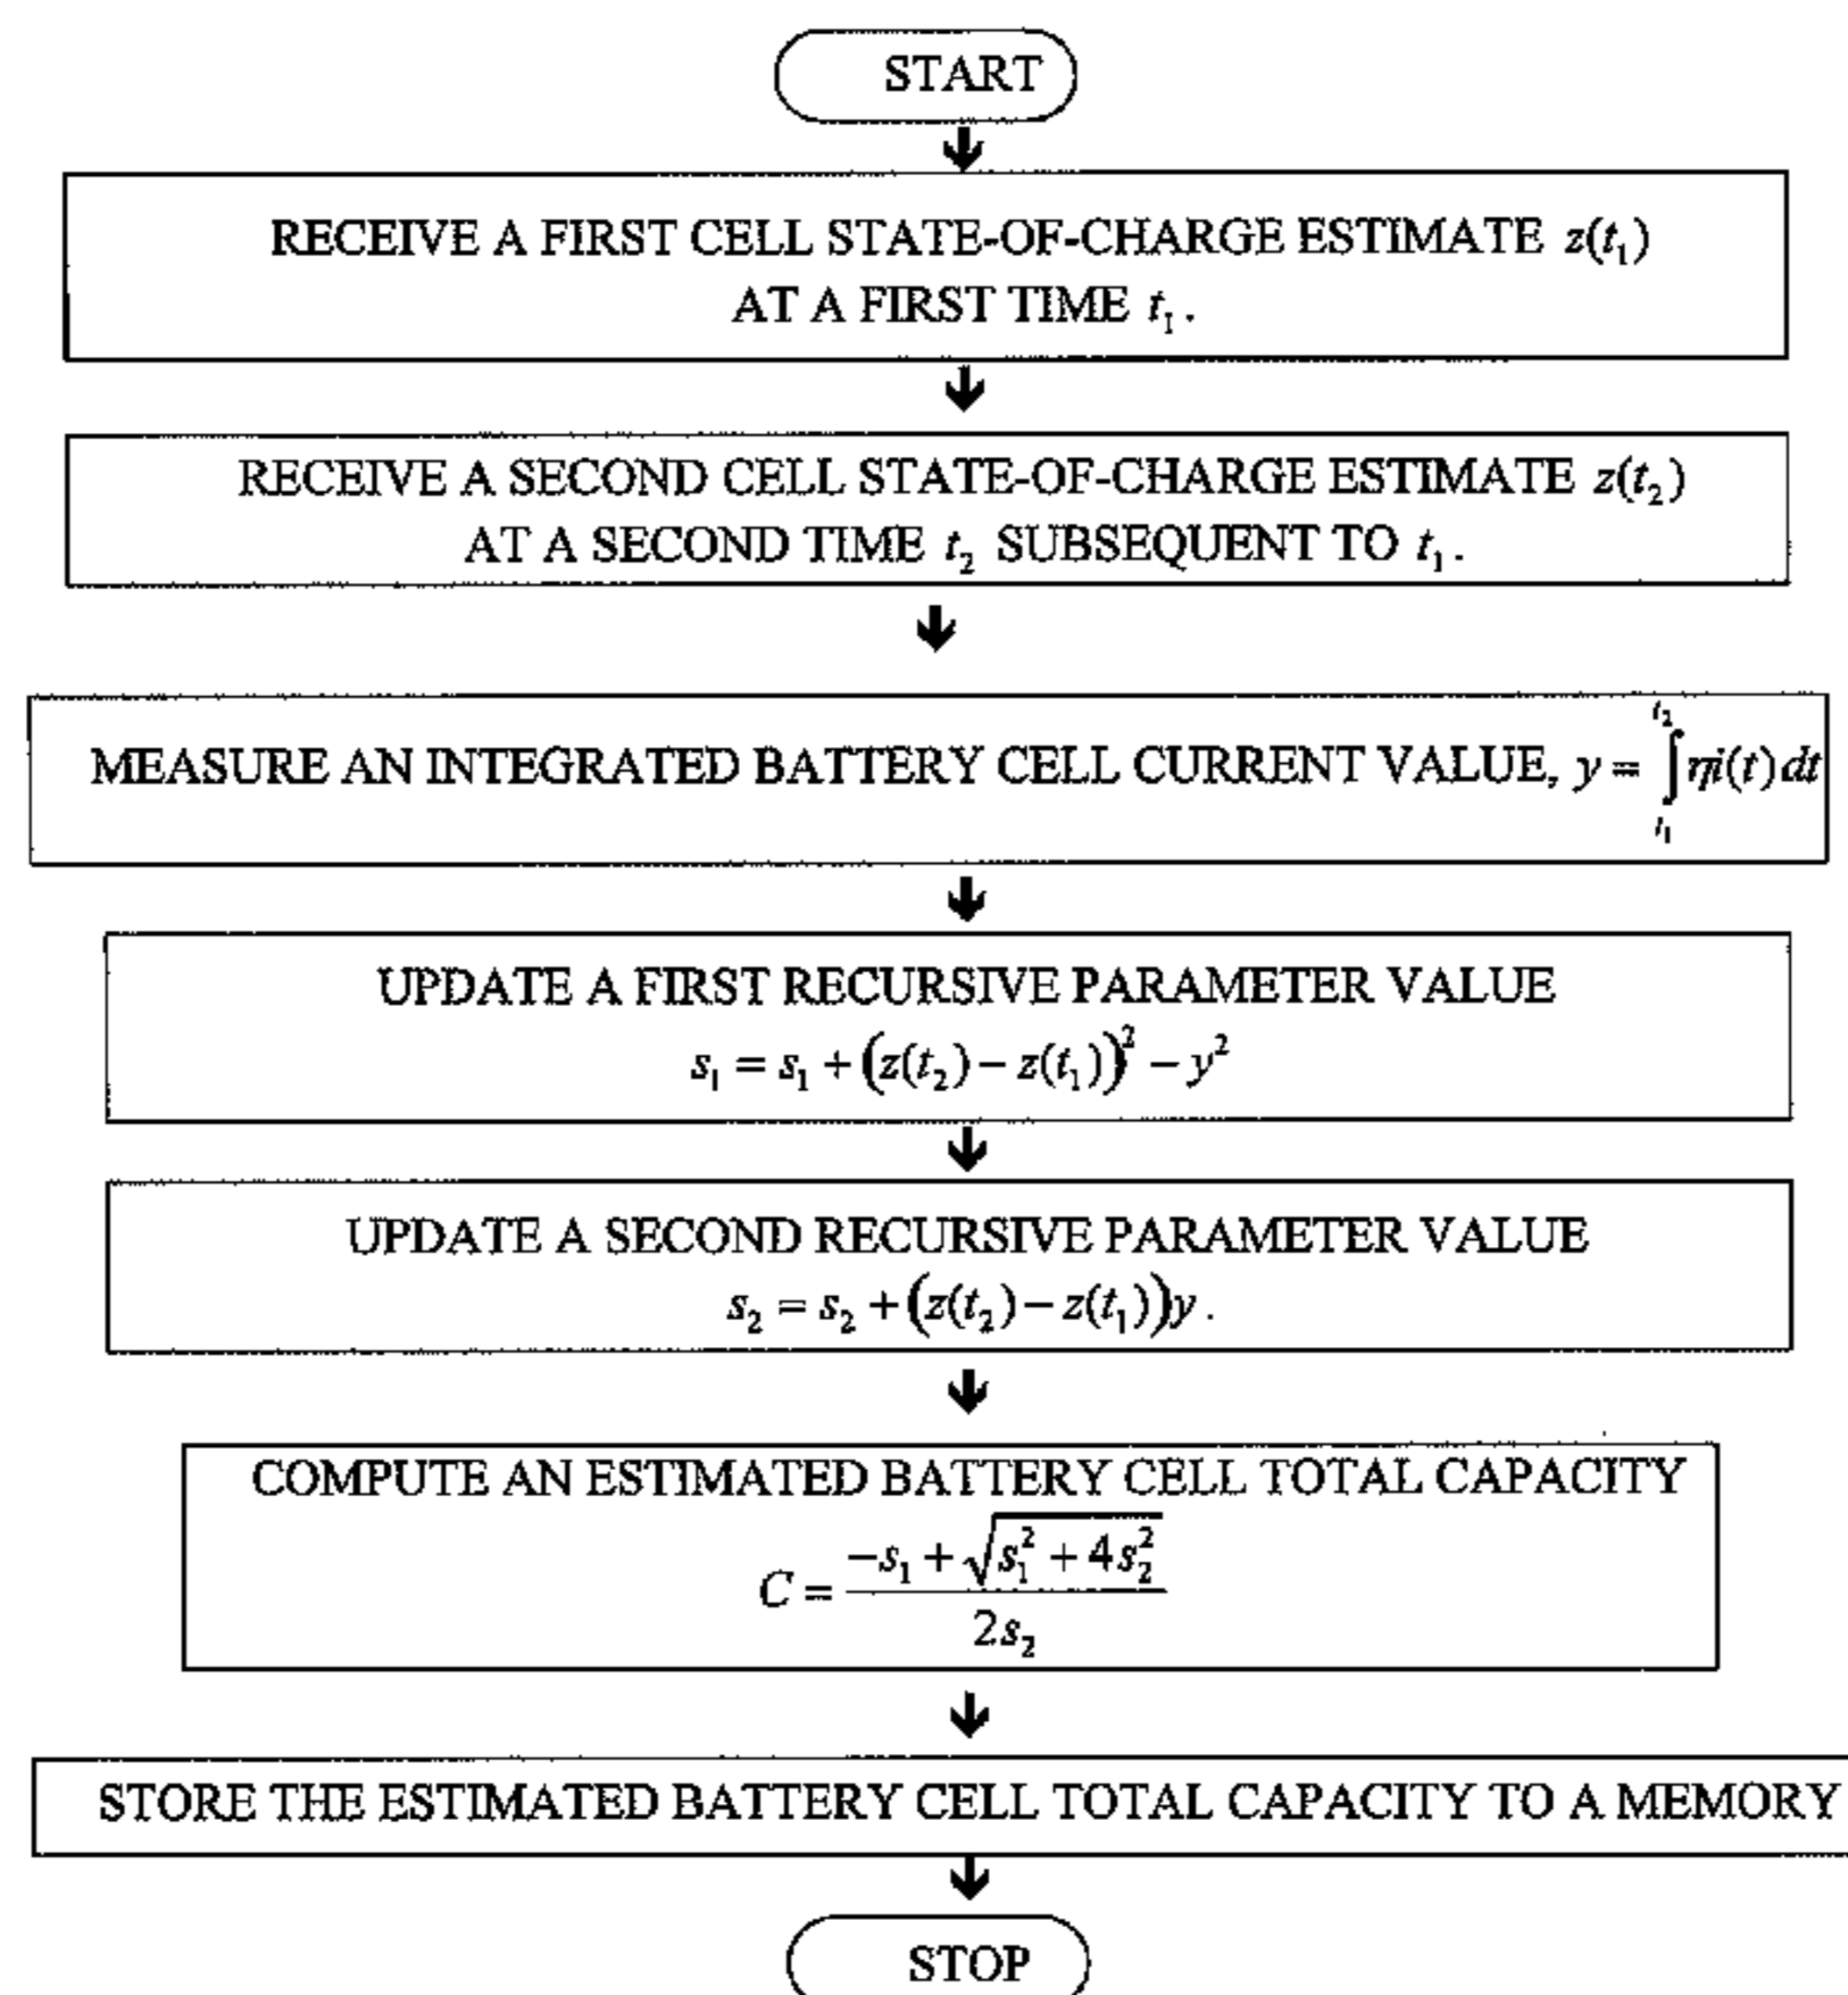 START
RECEIVE A FIRST CELL STATE-OF-CHARGE ESTIMATE z(t₁)
AT A FIRST TIME t₁.
RECEIVE A SECOND CELL STATE-OF-CHARGE ESTIMATE z(t₂)
AT A SECOND TIME t₂ SUBSEQUENT TO t₁.
MEASURE AN INTEGRATED BATTERY CELL CURRENT VALUE, y = ∫_{t₁}^{t₂} ηi(t) dt
UPDATE A FIRST RECURSIVE PARAMETER VALUE
s₁ = s₁ + (z(t₂) − z(t₁))² − y²
UPDATE A SECOND RECURSIVE PARAMETER VALUE
s₂ = s₂ + (z(t₂) − z(t₁))y.
COMPUTE AN ESTIMATED BATTERY CELL TOTAL CAPACITY
C = (−s₁ + √(s₁² + 4s₂²)) / 2s₂
STORE THE ESTIMATED BATTERY CELL TOTAL CAPACITY TO A MEMORY
STOP